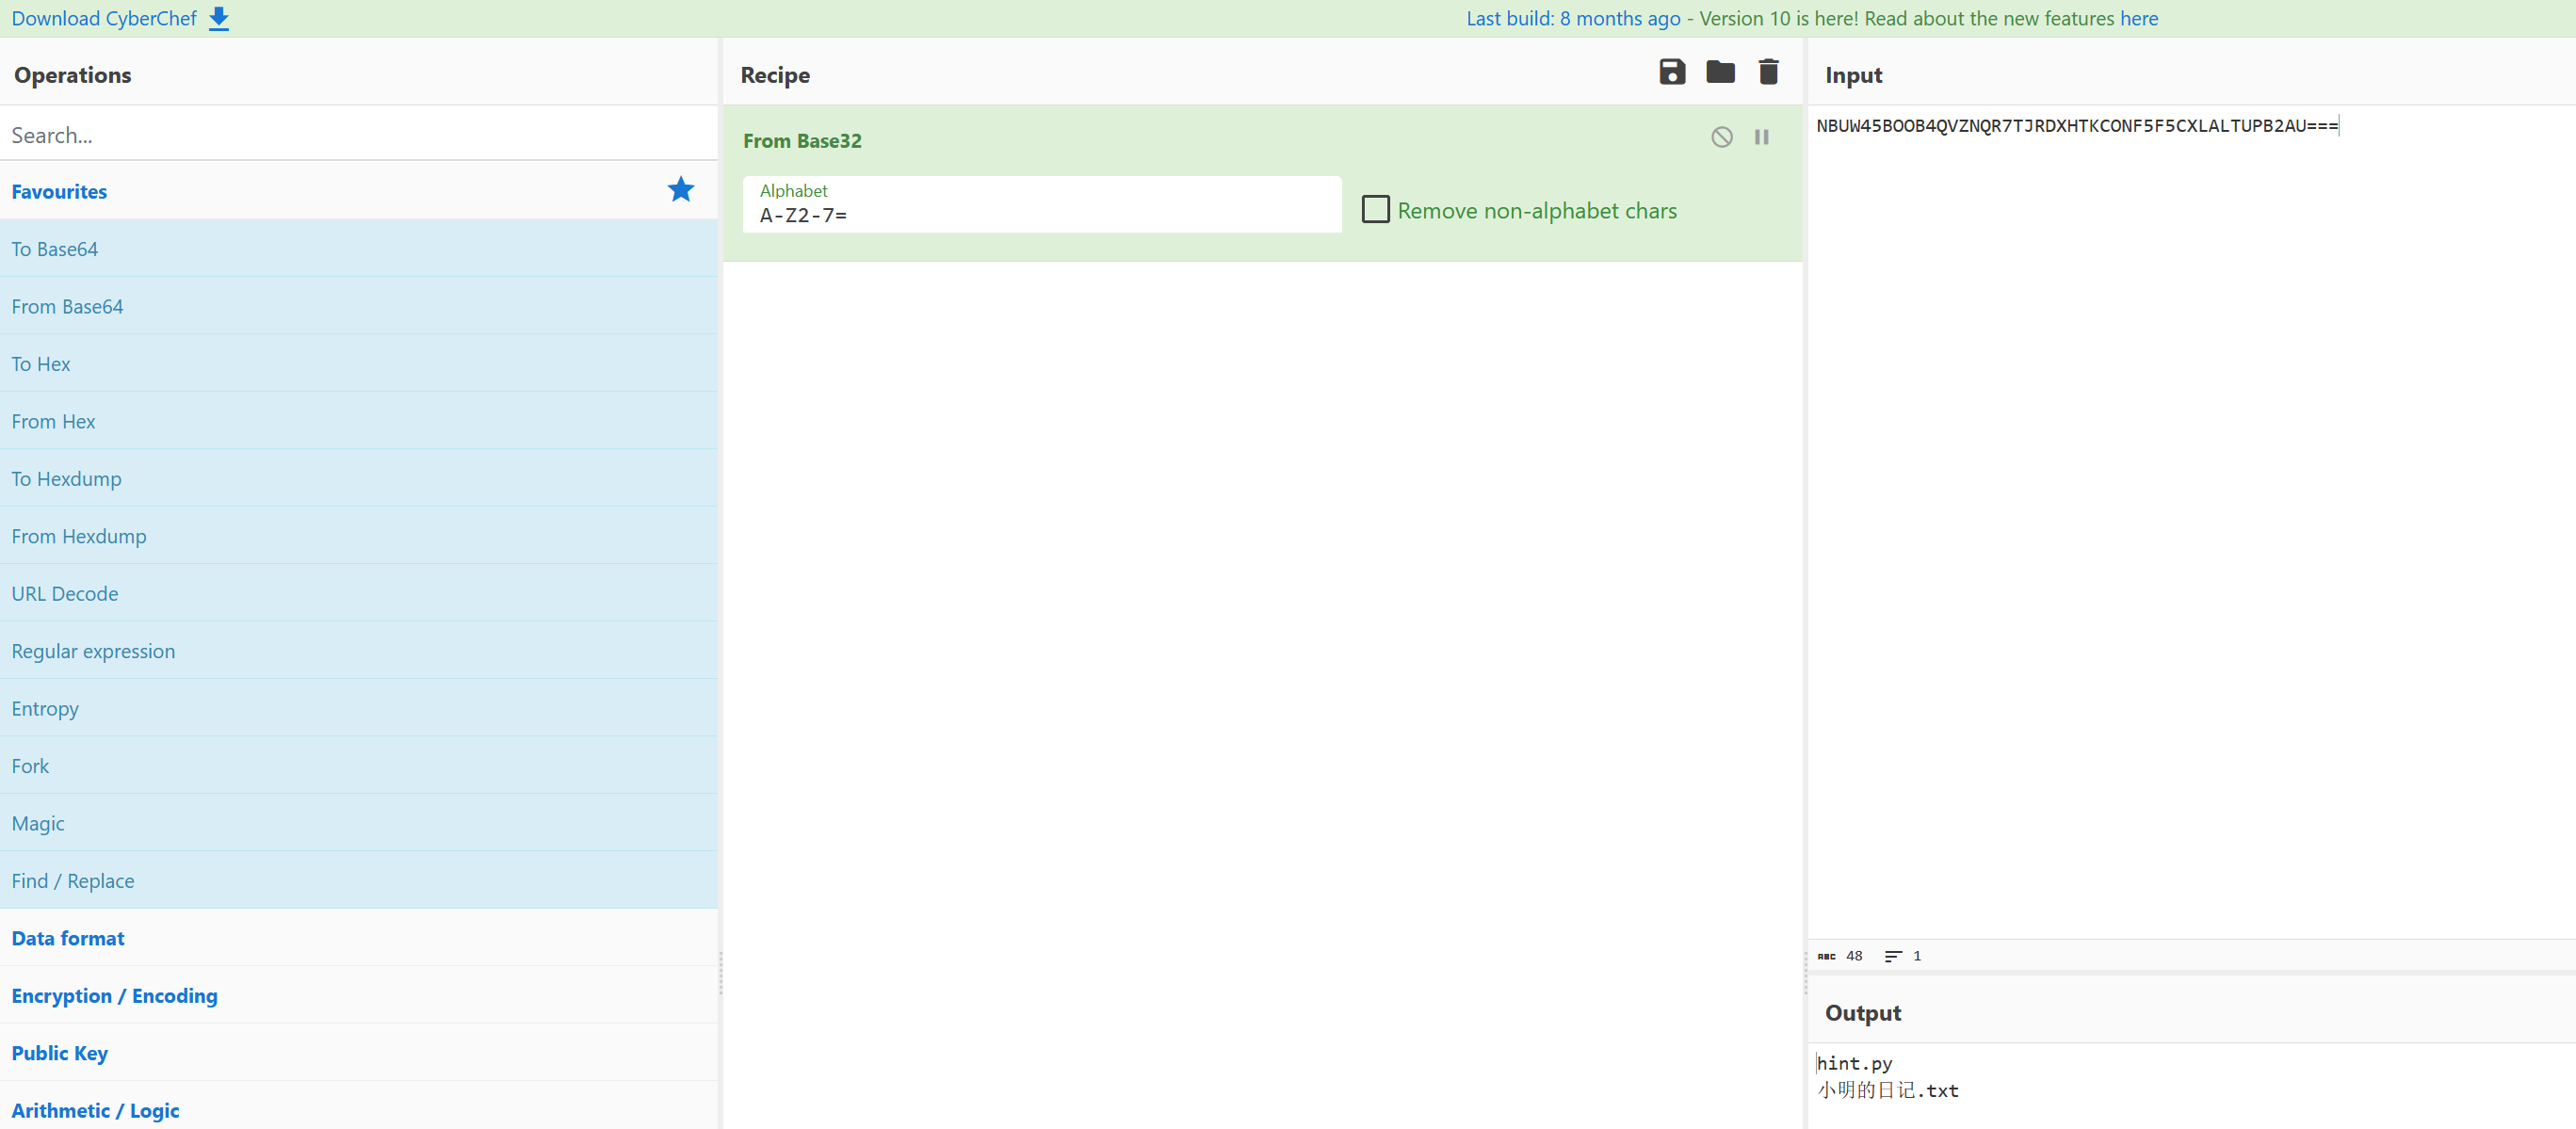 Download CyberChef
Last build: 8 months ago - Version 10 is here! Read about the new features here
Operations
Search...
Favourites
To Base64
From Base64
To Hex
From Hex
To Hexdump
From Hexdump
URL Decode
Regular expression
Entropy
Fork
Magic
Find / Replace
Data format
Encryption / Encoding
Public Key
Arithmetic / Logic
Recipe
From Base32
Alphabet
A-Z2-7=
Remove non-alphabet chars
Input
NBUW45BOOB4QVZNQR7TJRDXHTKCONF5F5CXLALTUPB2AU===
ABC 48 1
Output
hint.py
小明的日记.txt